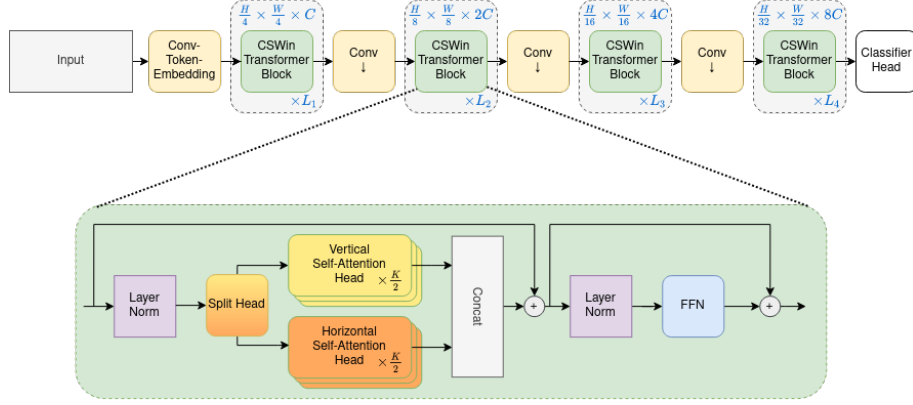 H/4 × W/4 × C
H/8 × W/8 × 2C
H/16 × W/16 × 4C
H/32 × W/32 × 8C
Input
Conv-
Token-
Embedding
CSWin
Transformer
Block
× L₁
Conv
↓
CSWin
Transformer
Block
× L₂
Conv
↓
CSWin
Transformer
Block
× L₃
Conv
↓
CSWin
Transformer
Block
× L₄
Classifier
Head
Layer
Norm
Split Head
Vertical
Self-Attention
Head
× K/2
Horizontal
Self-Attention
Head
× K/2
Concat
+
Layer
Norm
FFN
+